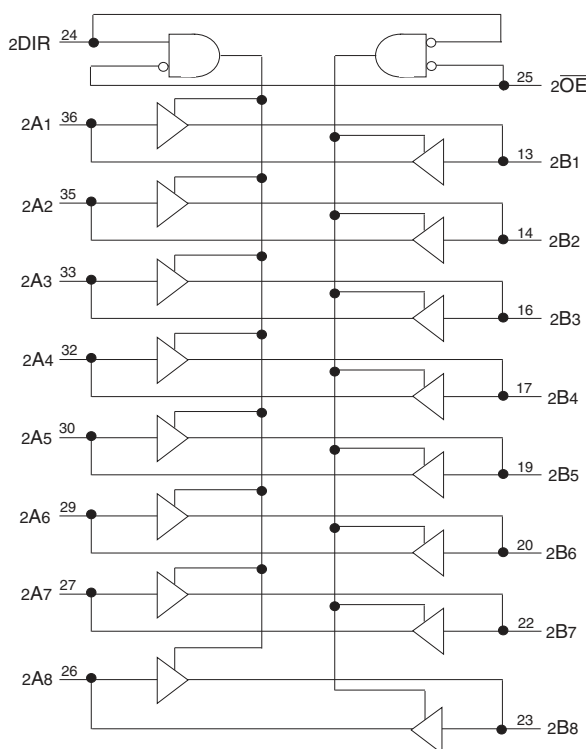 2DIR 24
25 2O̅E̅
2A1 36
13 2B1
2A2 35
14 2B2
2A3 33
16 2B3
2A4 32
17 2B4
2A5 30
19 2B5
2A6 29
20 2B6
2A7 27
22 2B7
2A8 26
23 2B8